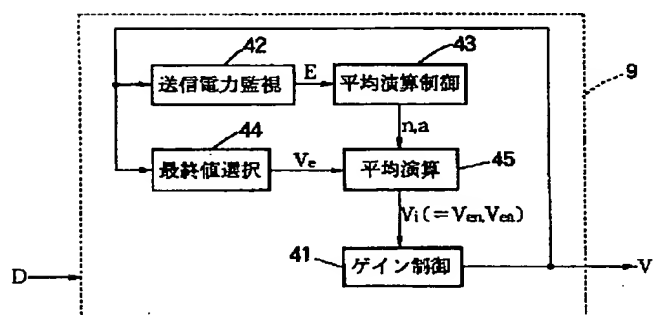 42
43
送信電力監視
E
平均演算制御
9
n,a
44
最終値選択
Ve
平均演算
45
Vi(=Ven,Vea)
41
ゲイン制御
D
V